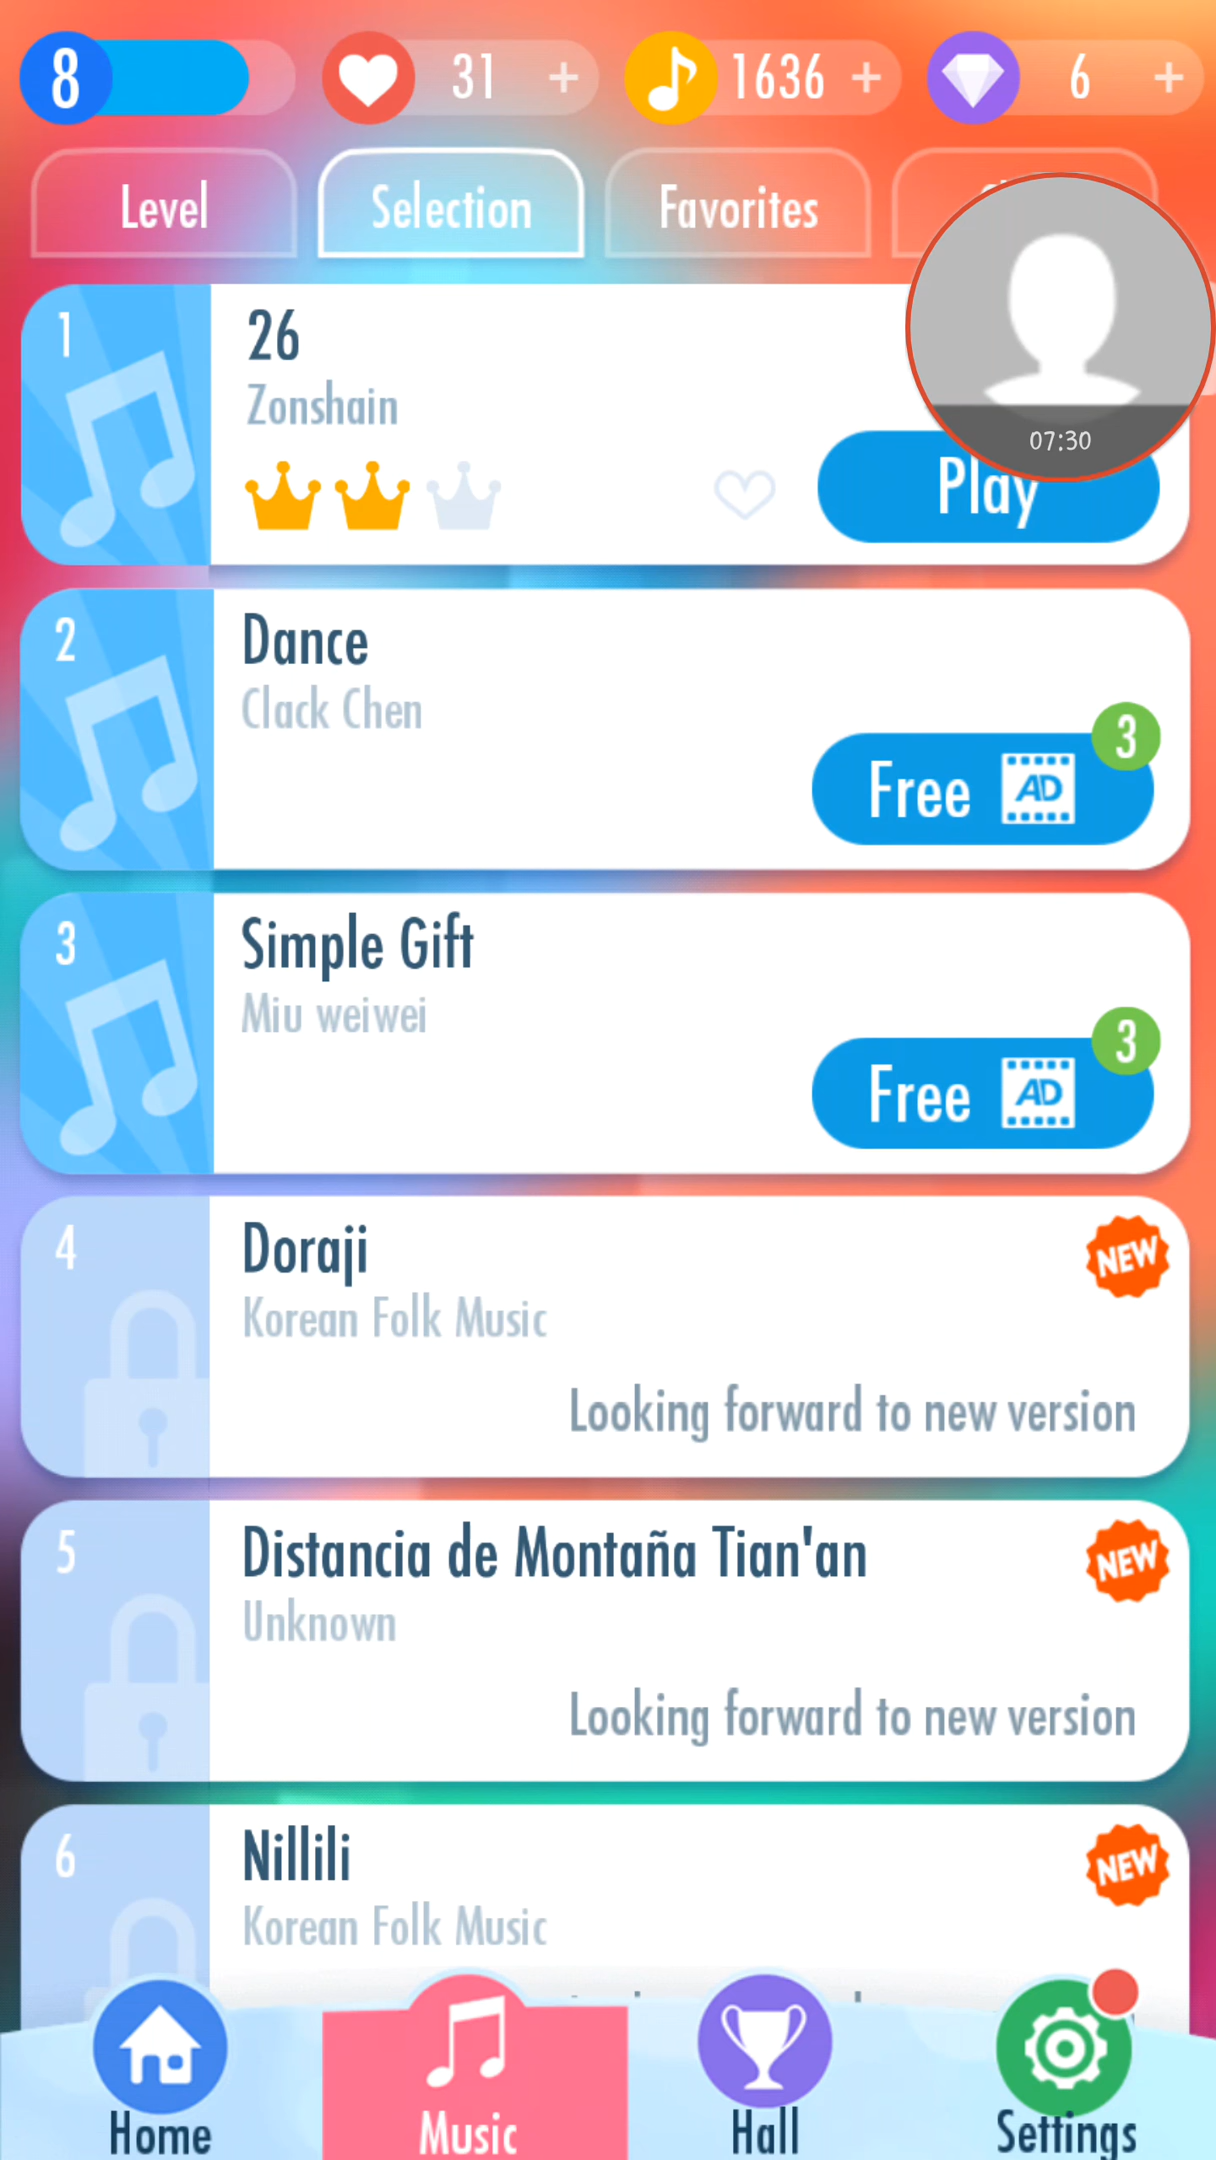 8
31 +
1636 +
6 +
Level
Selection
Favorites
07:30
1
26
Zonshain
Play
2
Dance
Clack Chen
3
Free AD
3
Simple Gift
Miu weiwei
3
Free AD
4
Doraji
NEW
Korean Folk Music
Looking forward to new version
5
Distancia de Montaña Tian'an
NEW
Unknown
Looking forward to new version
6
Nillili
NEW
Korean Folk Music
Home
Music
Hall
Settings